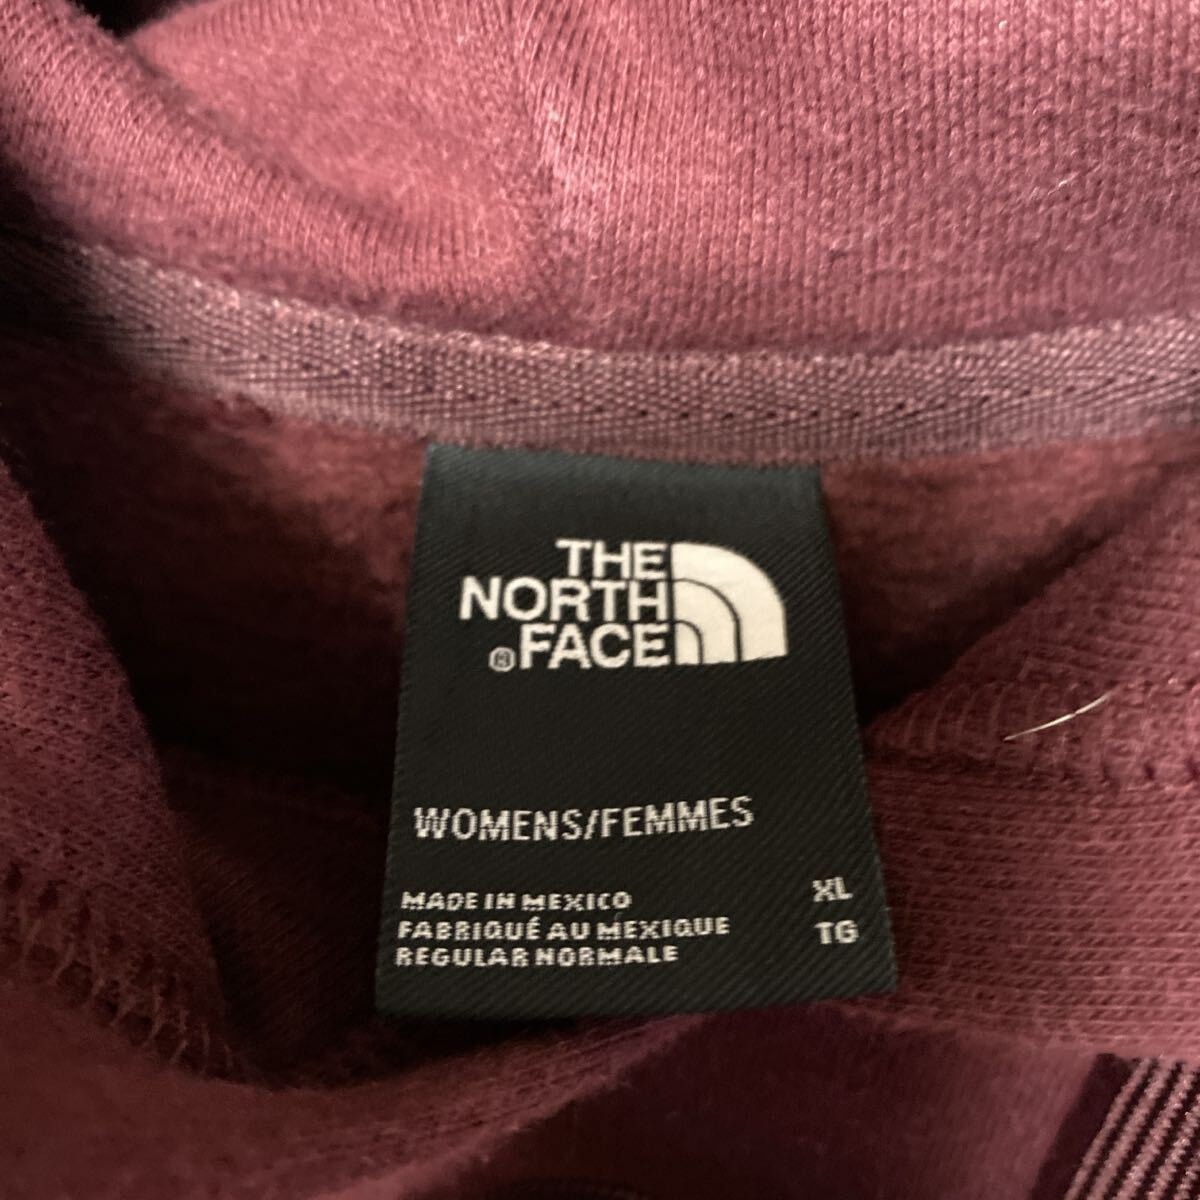 THE
NORTH
®FACE
WOMENS/FEMMES
MADE IN MEXICO XL
FABRIQUÉ AU MEXIQUE TG
REGULAR NORMALE